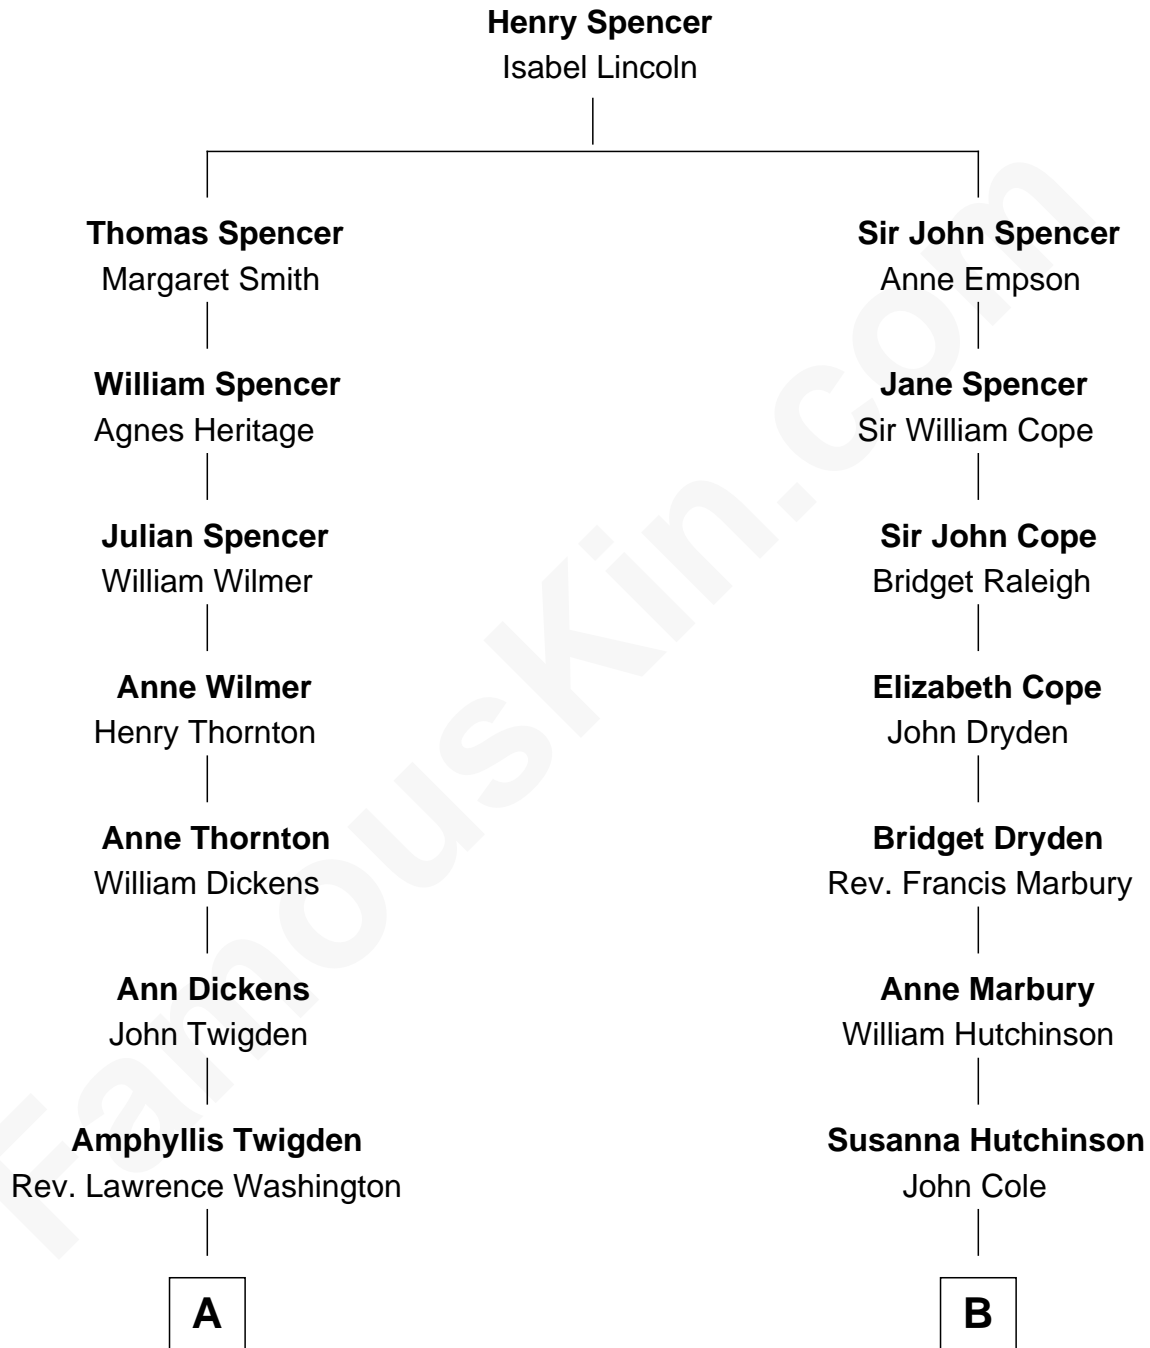 Henry Spencer
Isabel Lincoln
Thomas Spencer
Margaret Smith
William Spencer
Agnes Heritage
Julian Spencer
William Wilmer
Anne Wilmer
Henry Thornton
Anne Thornton
William Dickens
Ann Dickens
John Twigden
Amphyllis Twigden
Rev. Lawrence Washington
A
Sir John Spencer
Anne Empson
Jane Spencer
Sir William Cope
Sir John Cope
Bridget Raleigh
Elizabeth Cope
John Dryden
Bridget Dryden
Rev. Francis Marbury
Anne Marbury
William Hutchinson
Susanna Hutchinson
John Cole
B
FamousKin.com